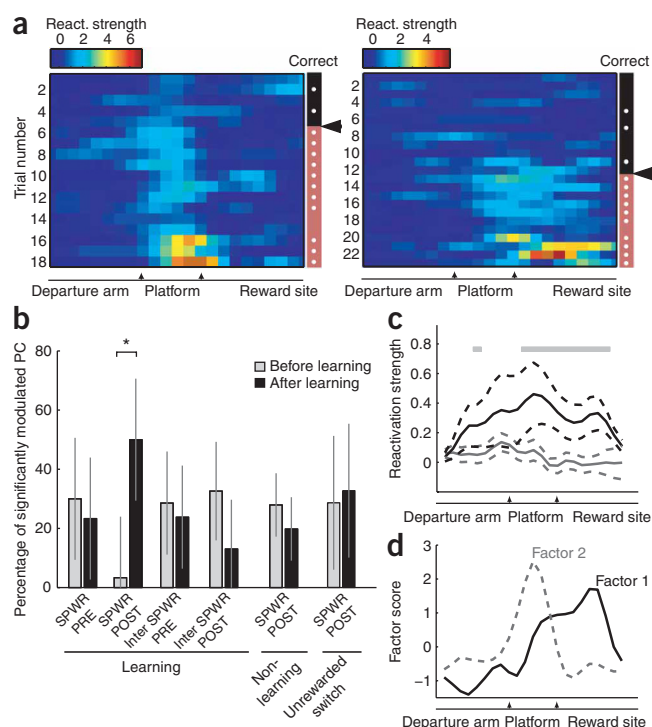 a
React. strength
0 2 4 6
Correct
React. strength
0 2 4
Trial number
2
4
6
8
10
12
14
16
18
2
4
6
8
10
12
14
16
18
20
22
Departure arm Platform Reward site
Departure arm Platform Reward site
b
Percentage of significantly modulated PC
80
60
40
20
0
*
Before learning
After learning
SPWR PRE
SPWR POST
Inter SPWR PRE
Inter SPWR POST
SPWR POST
SPWR POST
Learning
Non-learning
Unrewarded switch
c
Reactivation strength
0.8
0.6
0.4
0.2
0
Departure arm Platform Reward site
d
Factor score
3
2
1
0
−1
Factor 2
Factor 1
Departure arm Platform Reward site